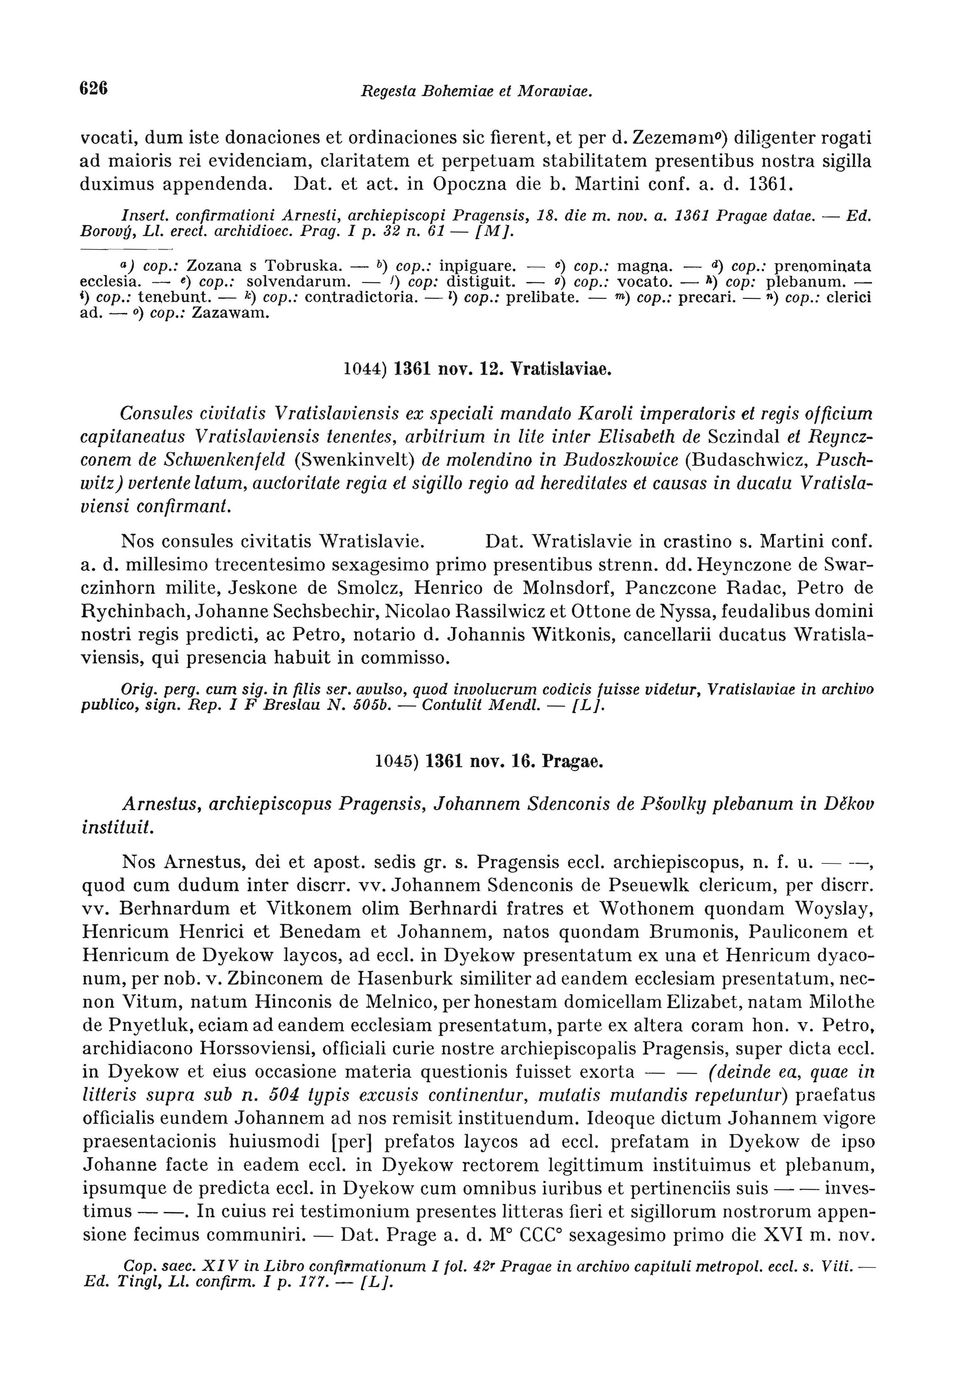 626
Regesta Bohemiae et Moraviae.
vocati, dum iste donaciones et ordinaciones sic fierent, et per d. Zezemamᵒ) diligenter rogati
ad maioris rei evidenciam, claritatem et perpetuam stabilitatem presentibus nostra sigilla
duximus appendenda. Dat. et act. in Opoczna die b. Martini conf. a. d. 1361.
Insert. confirmationi Arnesti, archiepiscopi Pragensis, 18. die m. nov. a. 1361 Pragae datae. — Ed.
Borový, Ll. erect. archidioec. Prag. I p. 32 n. 61 — [M].
ᵃ) cop.: Zozana s Tobruska. — ᵇ) cop.: inpiguare. — ᶜ) cop.: magna. — ᵈ) cop.: prenominata
ecclesia. — ᵉ) cop.: solvendarum. — ᶠ) cop: distiguit. — ᵍ) cop.: vocato. — ʰ) cop: plebanum. —
ⁱ) cop.: tenebunt. — ᵏ) cop.: contradictoria. — ˡ) cop.: prelibate. — ᵐ) cop.: precari. — ⁿ) cop.: clerici
ad. — ᵒ) cop.: Zazawam.
1044) 1361 nov. 12. Vratislaviae.
Consules civitatis Vratislaviensis ex speciali mandato Karoli imperatoris et regis officium
capitaneatus Vratislaviensis tenentes, arbitrium in lite inter Elisabeth de Sczindal et Reyncz-
conem de Schwenkenfeld (Swenkinvelt) de molendino in Budoszkowice (Budaschwicz, Pusch-
witz) vertente latum, auctoritate regia et sigillo regio ad hereditates et causas in ducatu Vratisla-
viensi confirmant.
Nos consules civitatis Wratislavie. Dat. Wratislavie in crastino s. Martini conf.
a. d. millesimo trecentesimo sexagesimo primo presentibus strenn. dd. Heynczone de Swar-
czinhorn milite, Jeskone de Smolcz, Henrico de Molnsdorf, Panczcone Radac, Petro de
Rychinbach, Johanne Sechsbechir, Nicolao Rassilwicz et Ottone de Nyssa, feudalibus domini
nostri regis predicti, ac Petro, notario d. Johannis Witkonis, cancellarii ducatus Wratisla-
viensis, qui presencia habuit in commisso.
Orig. perg. cum sig. in filis ser. avulso, quod involucrum codicis fuisse videtur, Vratislaviae in archivo
publico, sign. Rep. I F Breslau N. 505b. — Contulit Mendl. — [L].
1045) 1361 nov. 16. Pragae.
Arnestus, archiepiscopus Pragensis, Johannem Sdenconis de Pšovlky plebanum in Děkov
instituit.
Nos Arnestus, dei et apost. sedis gr. s. Pragensis eccl. archiepiscopus, n. f. u. — —,
quod cum dudum inter discrr. vv. Johannem Sdenconis de Pseuewlk clericum, per discrr.
vv. Berhnardum et Vitkonem olim Berhnardi fratres et Wothonem quondam Woyslay,
Henricum Henrici et Benedam et Johannem, natos quondam Brumonis, Pauliconem et
Henricum de Dyekow laycos, ad eccl. in Dyekow presentatum ex una et Henricum dyaco-
num, per nob. v. Zbinconem de Hasenburk similiter ad eandem ecclesiam presentatum, nec-
non Vitum, natum Hinconis de Melnico, per honestam domicellam Elizabet, natam Milothe
de Pnyetluk, eciam ad eandem ecclesiam presentatum, parte ex altera coram hon. v. Petro,
archidiacono Horssoviensi, officiali curie nostre archiepiscopalis Pragensis, super dicta eccl.
in Dyekow et eius occasione materia questionis fuisset exorta — — (deinde ea, quae in
litteris supra sub n. 504 typis excusis continentur, mutatis mutandis repetuntur) praefatus
officialis eundem Johannem ad nos remisit instituendum. Ideoque dictum Johannem vigore
praesentacionis huiusmodi [per] prefatos laycos ad eccl. prefatam in Dyekow de ipso
Johanne facte in eadem eccl. in Dyekow rectorem legittimum instituimus et plebanum,
ipsumque de predicta eccl. in Dyekow cum omnibus iuribus et pertinenciis suis — — inves-
timus — —. In cuius rei testimonium presentes litteras fieri et sigillorum nostrorum appen-
sione fecimus communiri. — Dat. Prage a. d. M° CCC° sexagesimo primo die XVI m. nov.
Cop. saec. XIV in Libro confirmationum I fol. 42ʳ Pragae in archivo capituli metropol. eccl. s. Viti. —
Ed. Tingl, Ll. confirm. I p. 177. — [L].